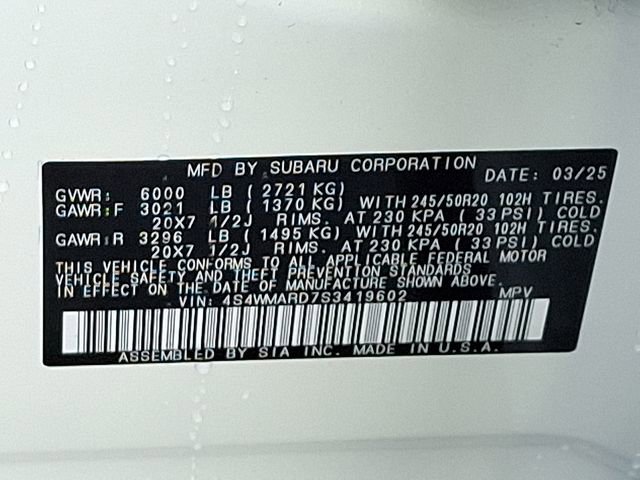 MFD BY SUBARU CORPORATION DATE: 03/25
GVWR: 6000 LB (2721 KG)
GAWR:F 3021 LB (1370 KG) WITH 245/50R20 102H TIRES.
20X7 1/2J RIMS. AT 230 KPA (33 PSI) COLD
GAWR:R 3296 LB (1495 KG) WITH 245/50R20 102H TIRES.
20X7 1/2J RIMS. AT 230 KPA (33 PSI) COLD
THIS VEHICLE CONFORMS TO ALL APPLICABLE FEDERAL MOTOR
VEHICLE SAFETY AND THEFT PREVENTION STANDARDS
IN EFFECT ON THE DATE OF MANUFACTURE SHOWN ABOVE.
VIN: 4S4WMARD7S3419602 MPV
ASSEMBLED BY SIA INC. MADE IN U.S.A.